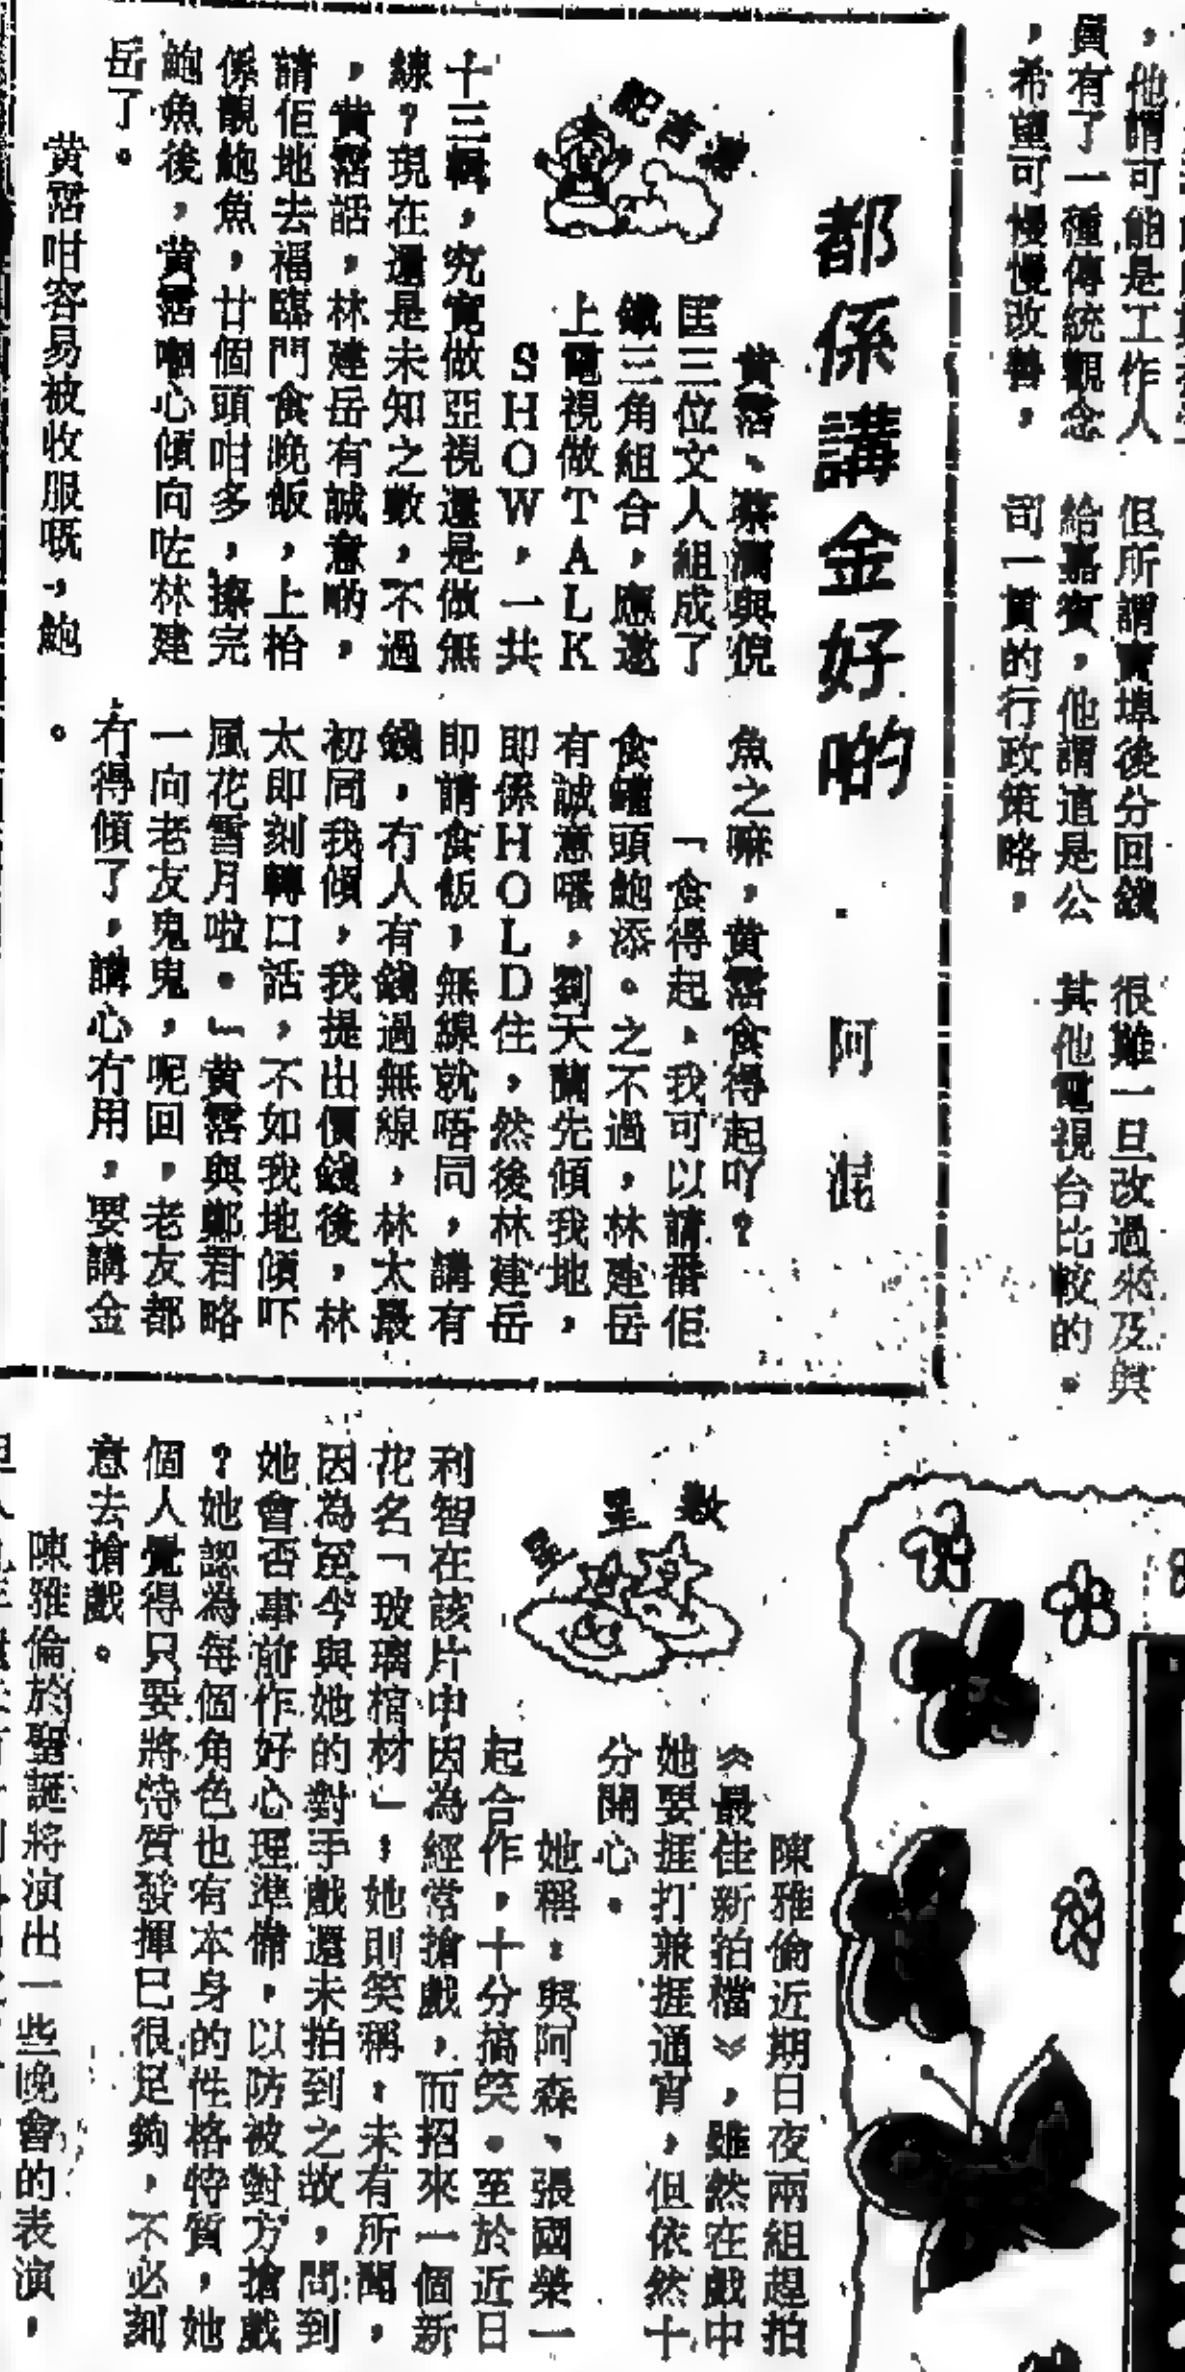 ，他謂可能是工作人
員有了一種傳統觀念
，希望可慢慢改善，
但所謂賣埠後分回錢
給嘉賓，他謂這是公
司一貫的行政策略，
很難一旦改過來及與
其他電視台比較的。
都係講金好啲
·阿混
黃霑、蔡瀾與倪
匡三位文人組成了
鐵三角組合，應邀
上電視做TALK
SHOW，一共
十三輯，究竟做亞視還是做無
線？現在還是未知之數，不過
，黃霑話，林建岳有誠意啲，
請佢地去福臨門食晚飯，上枱
係靚鮑魚，廿個頭咁多，擦完
鮑魚後，黃霑嗰心傾向咗林建
岳了。
黃霑咁容易被收服嘅，鮑
魚之嘛，黃霑食得起吖？
「食得起，我可以請番佢
食罐頭鮑添。之不過，林建岳
有誠意噃，劉天蘭先傾我地，
即係HOLD住，然後林建岳
即請食飯，無線就唔同，講有
錢，冇人有錢過無線，林太最
初同我傾，我提出價錢後，林
太即刻轉口話，不如我地傾吓
風花雪月啦。」黃霑與鄭君略
一向老友鬼鬼，呢回，老友都
冇得傾了，講心冇用，要講金
。
數星星
陳雅倫近期日夜兩組趕拍
《最佳新拍檔》，雖然在戲中
她要捱打兼捱通宵，但依然十
分開心。
她稱，與阿森、張國榮一
起合作，十分搞笑。至於近日
利智在該片中因為經常搶戲，而招來一個新
花名「玻璃棺材」，她則笑稱，未有所聞，
因為至今與她的對手戲還未拍到之故，問到
她會否事前作好心理準備，以防被對方搶戲
？她認為每個角色也有本身的性格特質，她
個人覺得只要將特質發揮已很足夠，不必刻
意去搶戲。
陳雅倫於聖誕將演出一些晚會的表演，